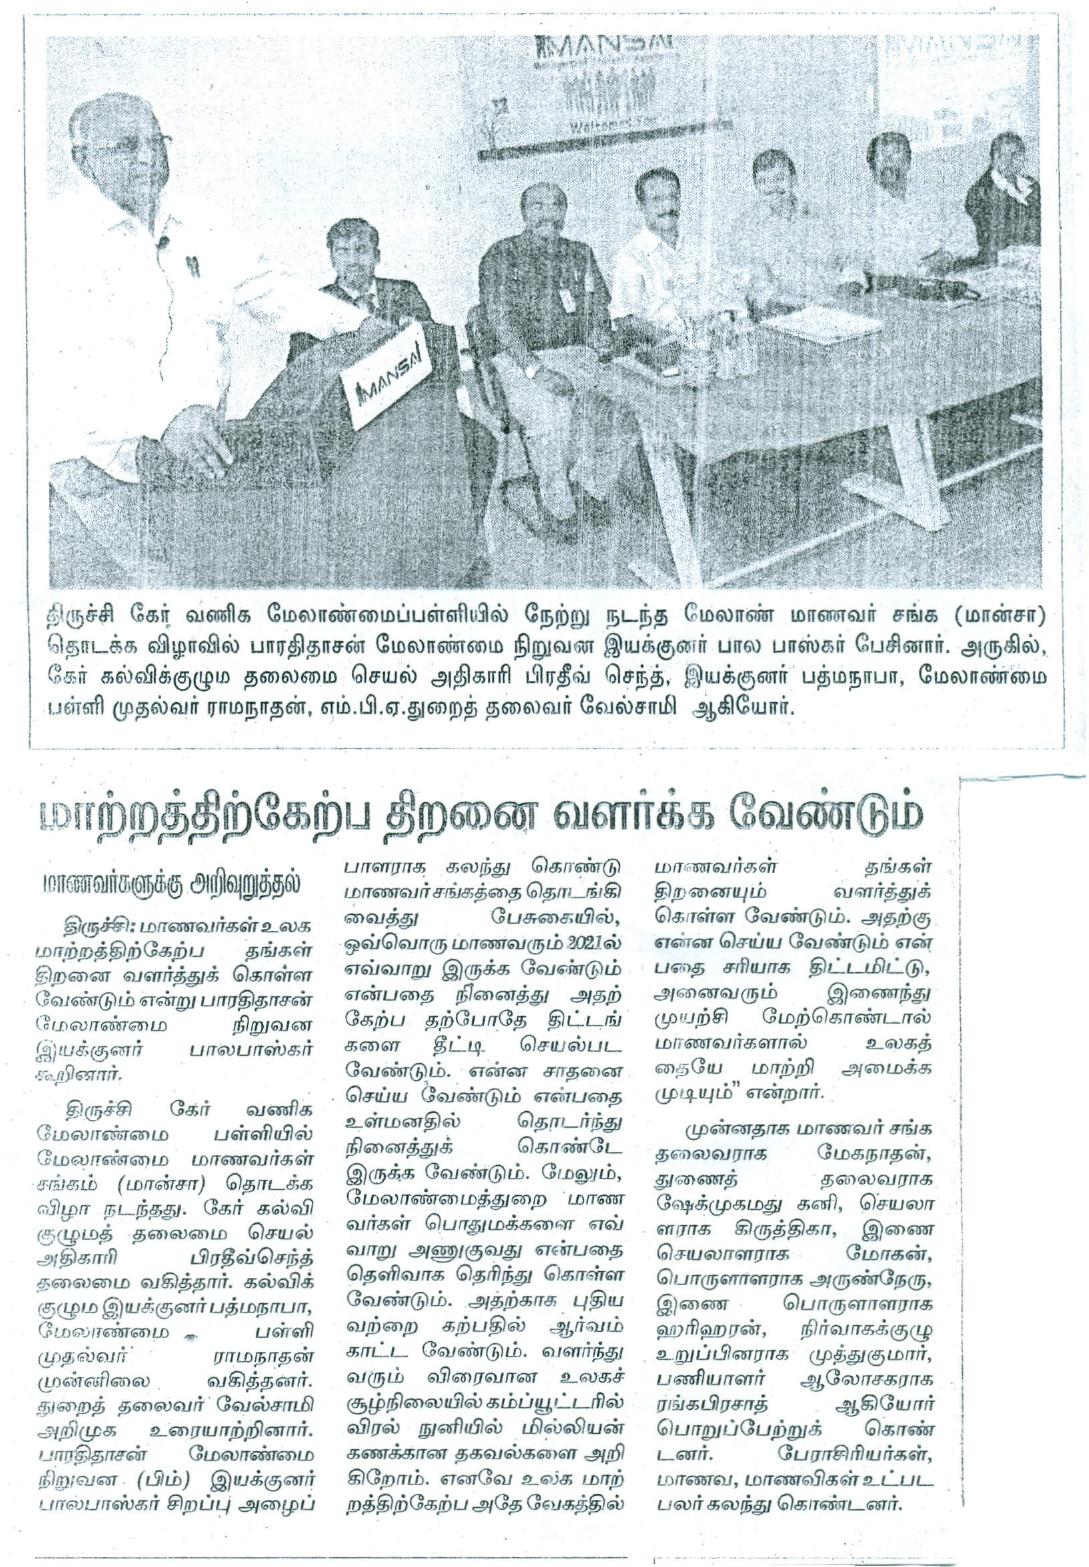 MANSAI
Welcomes You
MANSAI
MANSAI
திருச்சி கேர் வணிக மேலாண்மைப்பள்ளியில் நேற்று நடந்த மேலாண் மாணவர் சங்க (மான்சா)
தொடக்க விழாவில் பாரதிதாசன் மேலாண்மை நிறுவன இயக்குனர் பால பாஸ்கர் பேசினார். அருகில்,
கேர் கல்விக்குழும தலைமை செயல் அதிகாரி பிரதீவ் செந்த், இயக்குனர் பத்மநாபா, மேலாண்மை
பள்ளி முதல்வர் ராமநாதன், எம்.பி.ஏ.துறைத் தலைவர் வேல்சாமி ஆகியோர்.
மாற்றத்திற்கேற்ப திறனை வளர்க்க வேண்டும்
மாணவர்களுக்கு அறிவுறுத்தல்
திருச்சி: மாணவர்கள் உலக
மாற்றத்திற்கேற்ப தங்கள்
திறனை வளர்த்துக் கொள்ள
வேண்டும் என்று பாரதிதாசன்
மேலாண்மை நிறுவன
இயக்குனர் பாலபாஸ்கர்
கூறினார்.
திருச்சி கேர் வணிக
மேலாண்மை பள்ளியில்
மேலாண்மை மாணவர்கள்
சங்கம் (மான்சா) தொடக்க
விழா நடந்தது. கேர் கல்வி
குழுமத் தலைமை செயல்
அதிகாரி பிரதீவ்செந்த்
தலைமை வகித்தார். கல்விக்
குழும இயக்குனர் பத்மநாபா,
மேலாண்மை பள்ளி
முதல்வர் ராமநாதன்
முன்னிலை வகித்தனர்.
துறைத் தலைவர் வேல்சாமி
அறிமுக உரையாற்றினார்.
பாரதிதாசன் மேலாண்மை
நிறுவன (பிம்) இயக்குனர்
பாலபாஸ்கர் சிறப்பு அழைப்
பாளராக கலந்து கொண்டு
மாணவர் சங்கத்தை தொடங்கி
வைத்து பேசுகையில்,
ஒவ்வொரு மாணவரும் 2021ல்
எவ்வாறு இருக்க வேண்டும்
என்பதை நினைத்து அதற்
கேற்ப தற்போதே திட்டங்
களை தீட்டி செயல்பட
வேண்டும். என்ன சாதனை
செய்ய வேண்டும் என்பதை
உள்மனதில் தொடர்ந்து
நினைத்துக் கொண்டே
இருக்க வேண்டும். மேலும்,
மேலாண்மைத்துறை மாண
வர்கள் பொதுமக்களை எவ்
வாறு அணுகுவது என்பதை
தெளிவாக தெரிந்து கொள்ள
வேண்டும். அதற்காக புதிய
வற்றை கற்பதில் ஆர்வம்
காட்ட வேண்டும். வளர்ந்து
வரும் விரைவான உலகச்
சூழ்நிலையில் கம்ப்யூட்டரில்
விரல் நுனியில் மில்லியன்
கணக்கான தகவல்களை அறி
கிறோம். எனவே உலக மாற்
றத்திற்கேற்ப அதே வேகத்தில்
மாணவர்கள் தங்கள்
திறனையும் வளர்த்துக்
கொள்ள வேண்டும். அதற்கு
என்ன செய்ய வேண்டும் என்
பதை சரியாக திட்டமிட்டு,
அனைவரும் இணைந்து
முயற்சி மேற்கொண்டால்
மாணவர்களால் உலகத்
தையே மாற்றி அமைக்க
முடியும்" என்றார்.
முன்னதாக மாணவர் சங்க
தலைவராக மேகநாதன்,
துணைத் தலைவராக
ஷேக்முகமது கனி, செயலா
ளராக கிருத்திகா, இணை
செயலாளராக மோகன்,
பொருளாளராக அருண்நேரு,
இணை பொருளாளராக
ஹரிஹரன், நிர்வாகக்குழு
உறுப்பினராக முத்துகுமார்,
பணியாளர் ஆலோசகராக
ரங்கபிரசாத் ஆகியோர்
பொறுப்பேற்றுக் கொண்
டனர். பேராசிரியர்கள்,
மாணவ, மாணவிகள் உட்பட
பலர் கலந்து கொண்டனர்.